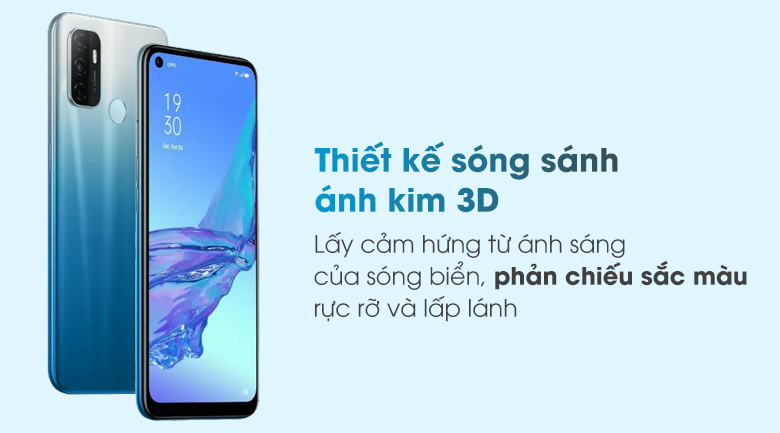 OPPO
19
30
Thiết kế sóng sánh
ánh kim 3D
Lấy cảm hứng từ ánh sáng
của sóng biển, phản chiếu sắc màu
rực rỡ và lấp lánh